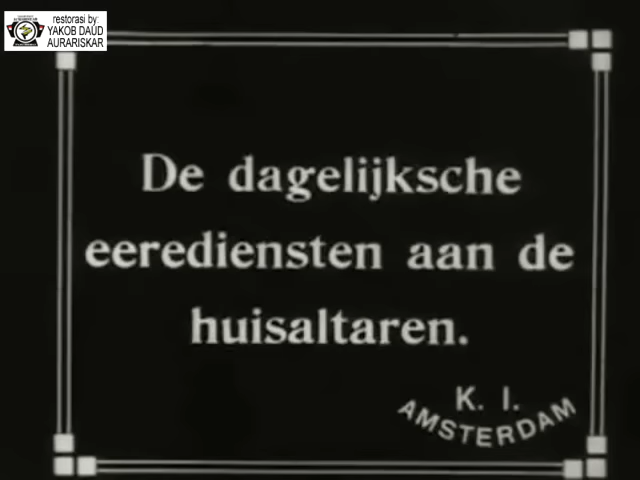 restorasi by:
YAKOB DAUD
AURARISKAR
De dagelijksche
eerediensten aan de
huisaltaren.
K. I.
AMSTERDAM